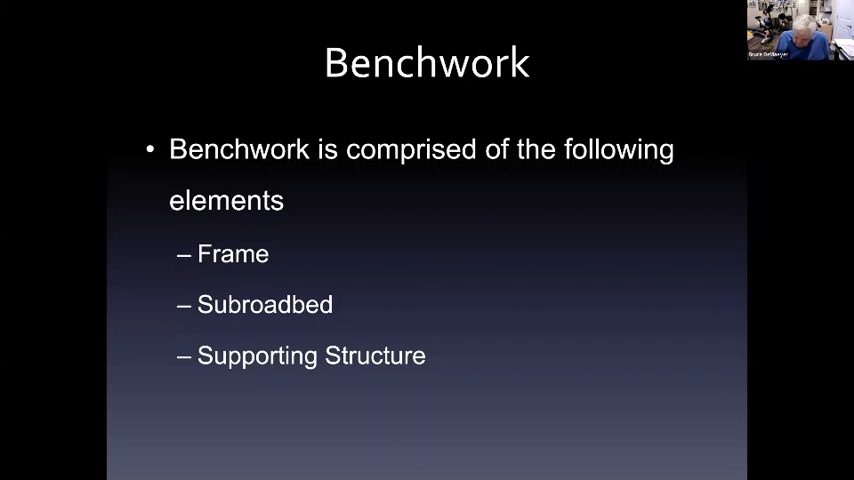 Benchwork
• Benchwork is comprised of the following
elements
– Frame
– Subroadbed
– Supporting Structure